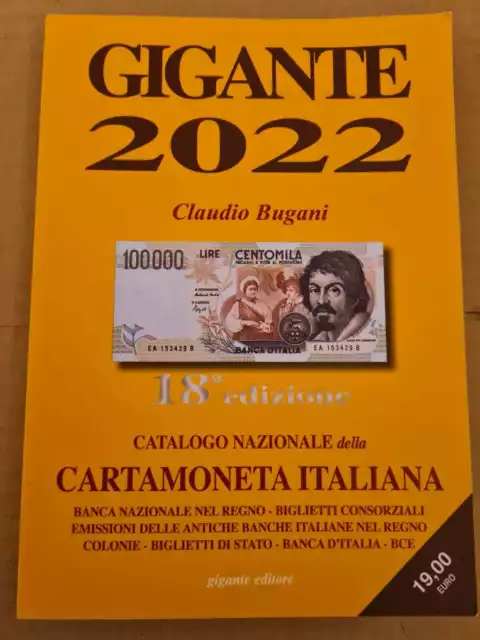 GIGANTE
2022
Claudio Bugani
100000 LIRE CENTOMILA
EA 153429 B
BANCA D'ITALIA
EA 153429 B
18ª edizione
CATALOGO NAZIONALE della
CARTAMONETA ITALIANA
BANCA NAZIONALE NEL REGNO - BIGLIETTI CONSORZIALI
EMISSIONI DELLE ANTICHE BANCHE ITALIANE NEL REGNO
COLONIE - BIGLIETTI DI STATO - BANCA D'ITALIA - BCE
gigante editore
19,00
EURO